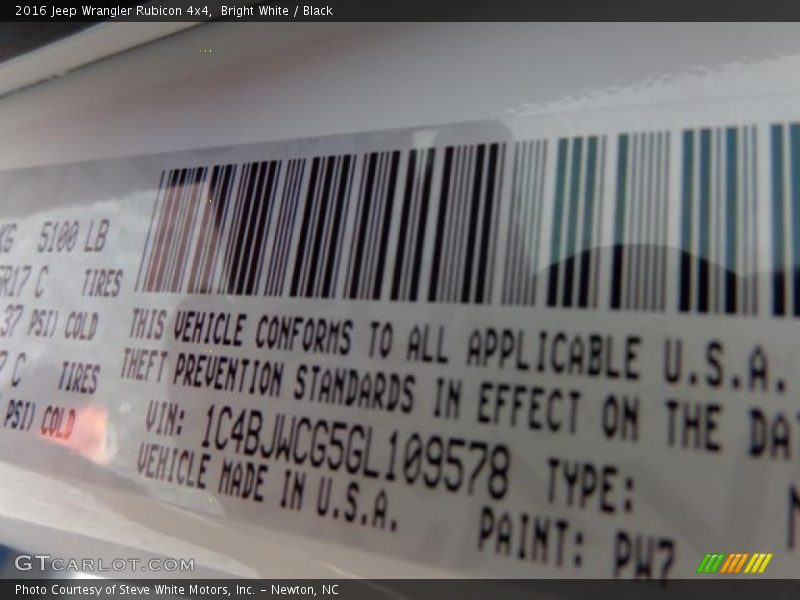 2016 Jeep Wrangler Rubicon 4x4,  Bright White / Black
KG 5100 LB
5R17 C TIRES
37 PSI) COLD
7 C TIRES
PSI) COLD
THIS VEHICLE CONFORMS TO ALL APPLICABLE U.S.A.
THEFT PREVENTION STANDARDS IN EFFECT ON THE DA
VIN: 1C4BJWCG5GL109578 TYPE:
VEHICLE MADE IN U.S.A. PAINT: PW7
GTCARLOT.COM
Photo Courtesy of Steve White Motors, Inc. – Newton, NC